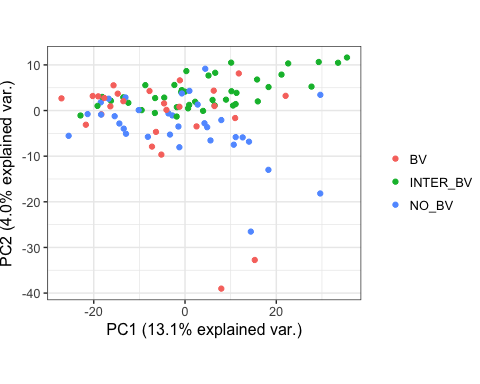 10
0
-10
-20
-30
-40
-20
0
20
PC1 (13.1% explained var.)
PC2 (4.0% explained var.)
BV
INTER_BV
NO_BV